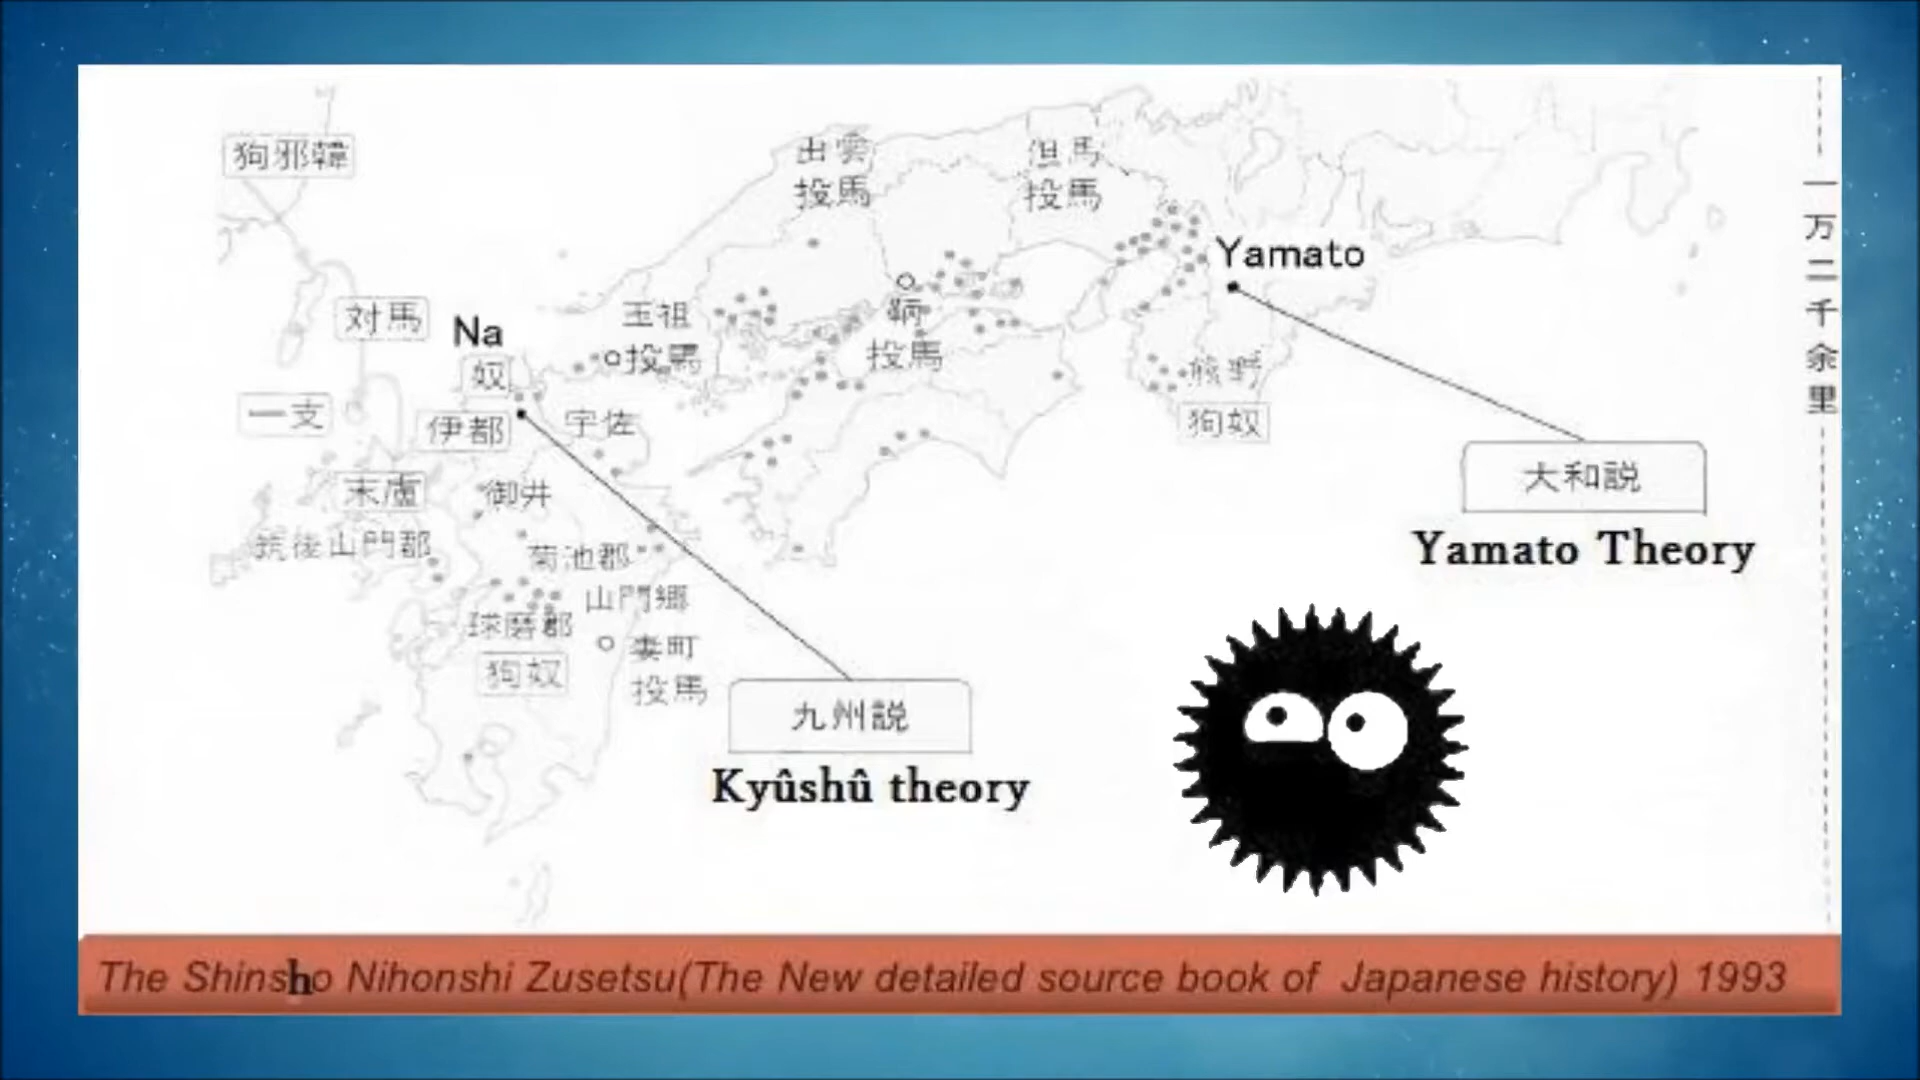 狗邪韓
対馬
一支
Na
奴
伊都
末盧
筑後山門郡
出雲
投馬
但馬
投馬
玉祖
投馬
鞆
投馬
宇佐
御井
菊池郡
山門郷
球磨郡
狗奴
妻町
投馬
Yamato
熊野
狗奴
大和説
Yamato Theory
九州説
Kyûshû theory
一万二千余里
The Shinsho Nihonshi Zusetsu(The New detailed source book of Japanese history) 1993